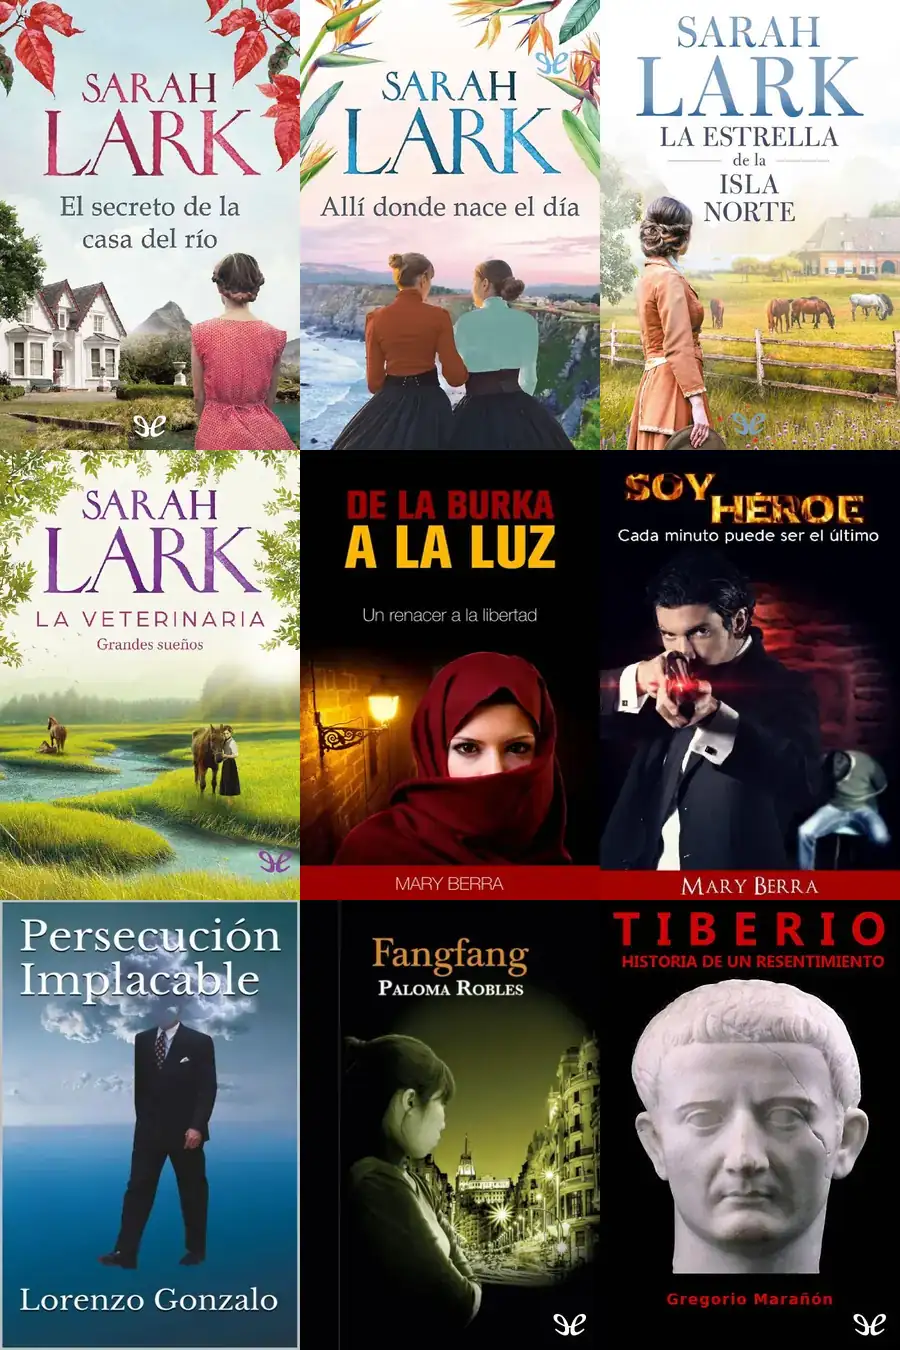 SARAH
LARK
El secreto de la
casa del río
SARAH
LARK
Allí donde nace el día
SARAH
LARK
LA ESTRELLA
de la
ISLA
NORTE
SARAH
LARK
LA VETERINARIA
Grandes sueños
DE LA BURKA
A LA LUZ
Un renacer a la libertad
MARY BERRA
SOY
HÉROE
Cada minuto puede ser el último
MARY BERRA
Persecución
Implacable
Lorenzo Gonzalo
Fangfang
PALOMA ROBLES
TIBERIO
HISTORIA DE UN RESENTIMIENTO
Gregorio Marañón